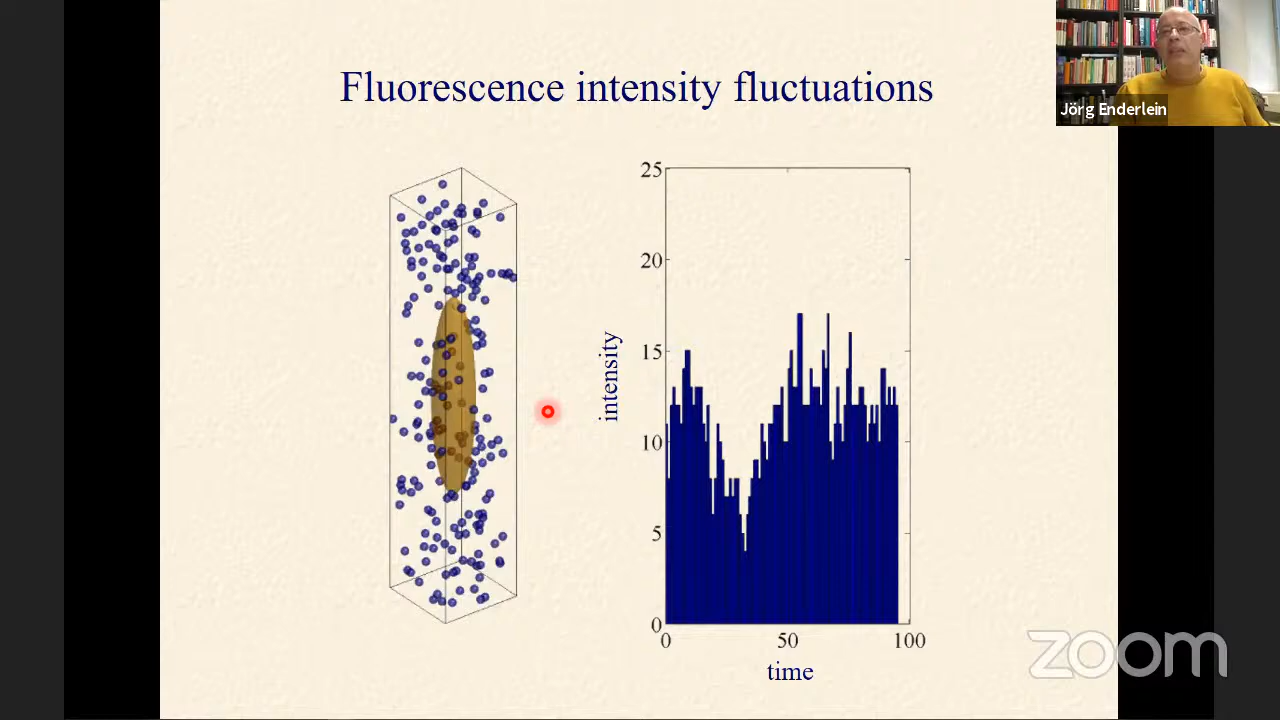 Fluorescence intensity fluctuations
Jörg Enderlein
25
20
15
10
5
0
intensity
0 50 100
time
zoom